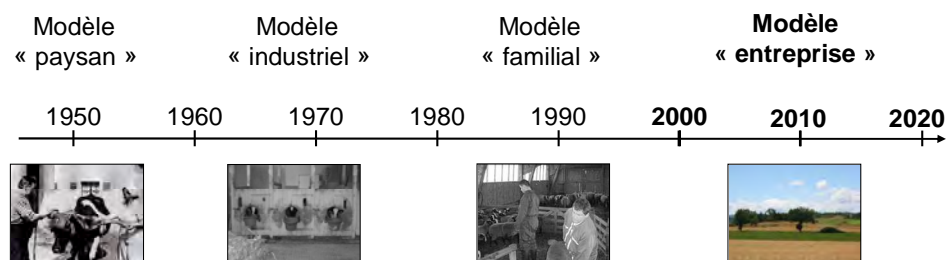 Modèle
« paysan »
Modèle
« industriel »
Modèle
« familial »
Modèle
« entreprise »
1950 1960 1970 1980 1990 2000 2010 2020